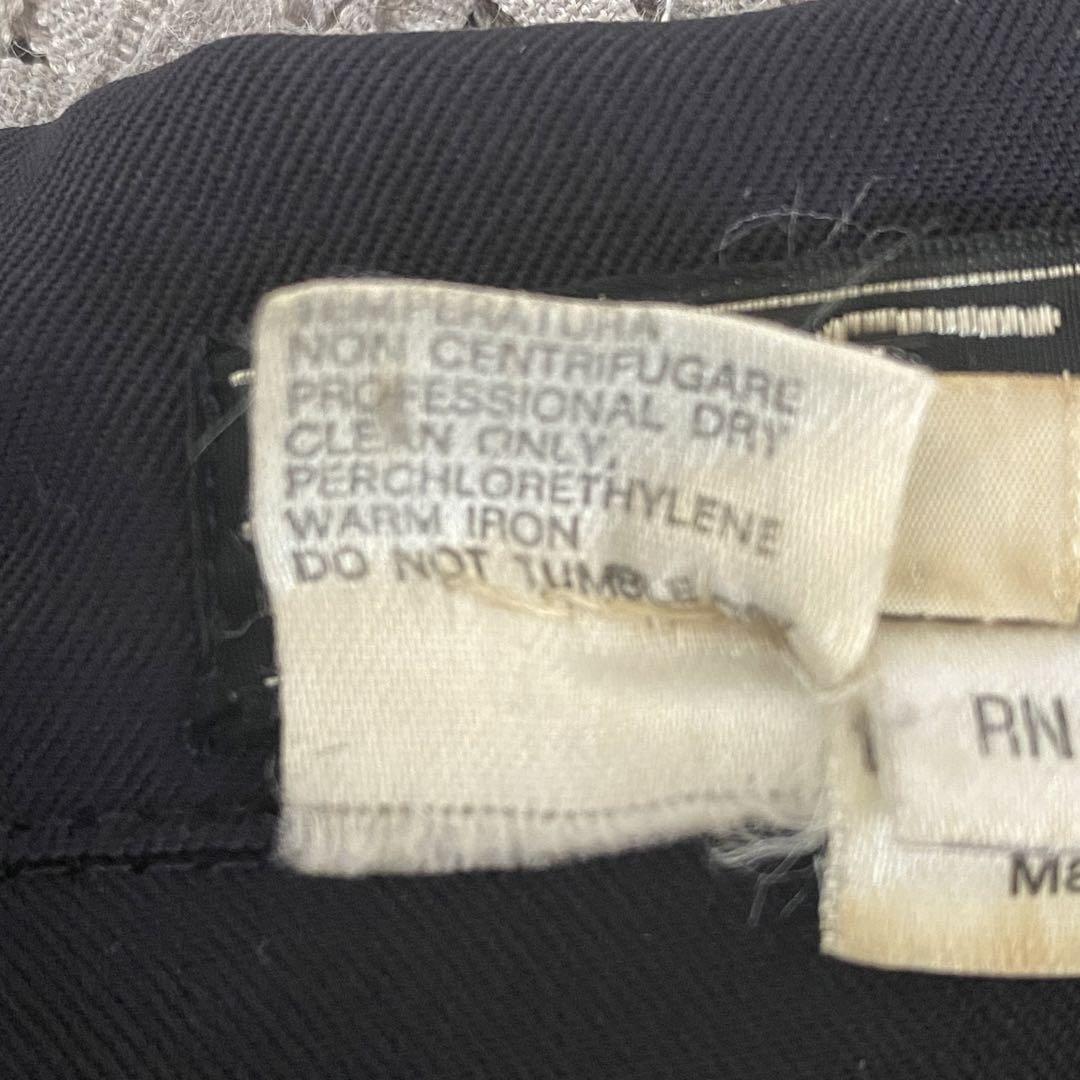 TEMPERATURA
NON CENTRIFUGARE
PROFESSIONAL DRY
CLEAN ONLY,
PERCHLORETHYLENE
WARM IRON
DO NOT TUMBLE
RN
Ma